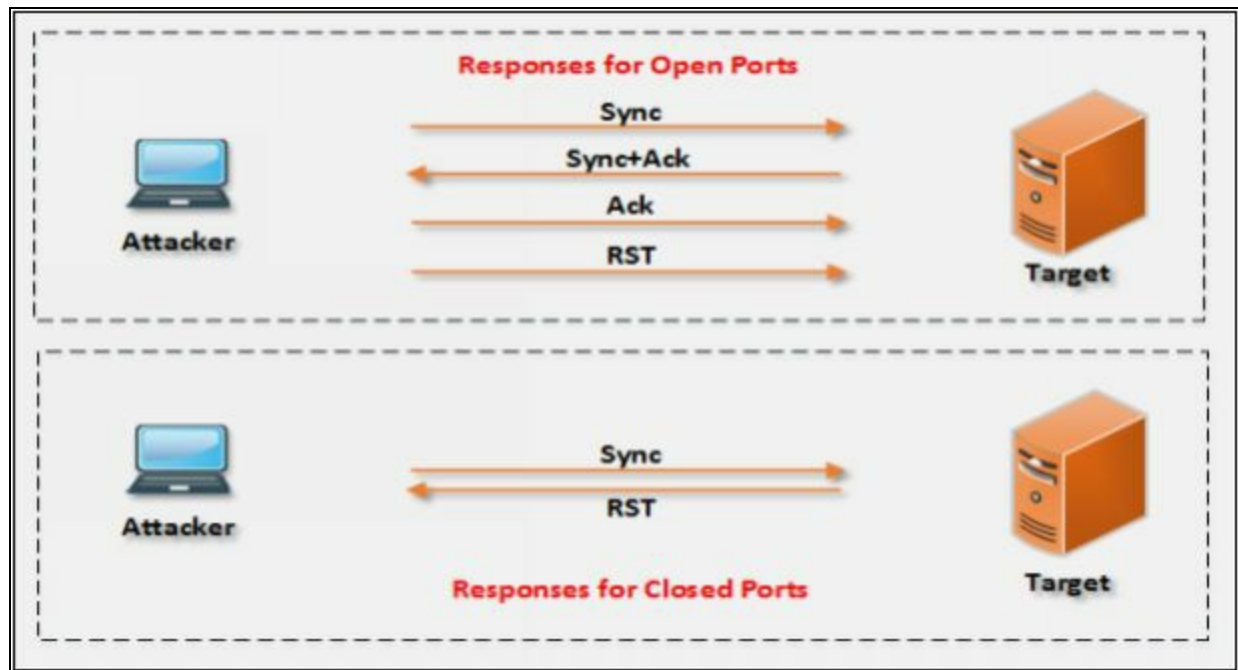 Responses for Open Ports
Sync
Sync+Ack
Ack
RST
Attacker
Target
Sync
RST
Attacker
Target
Responses for Closed Ports